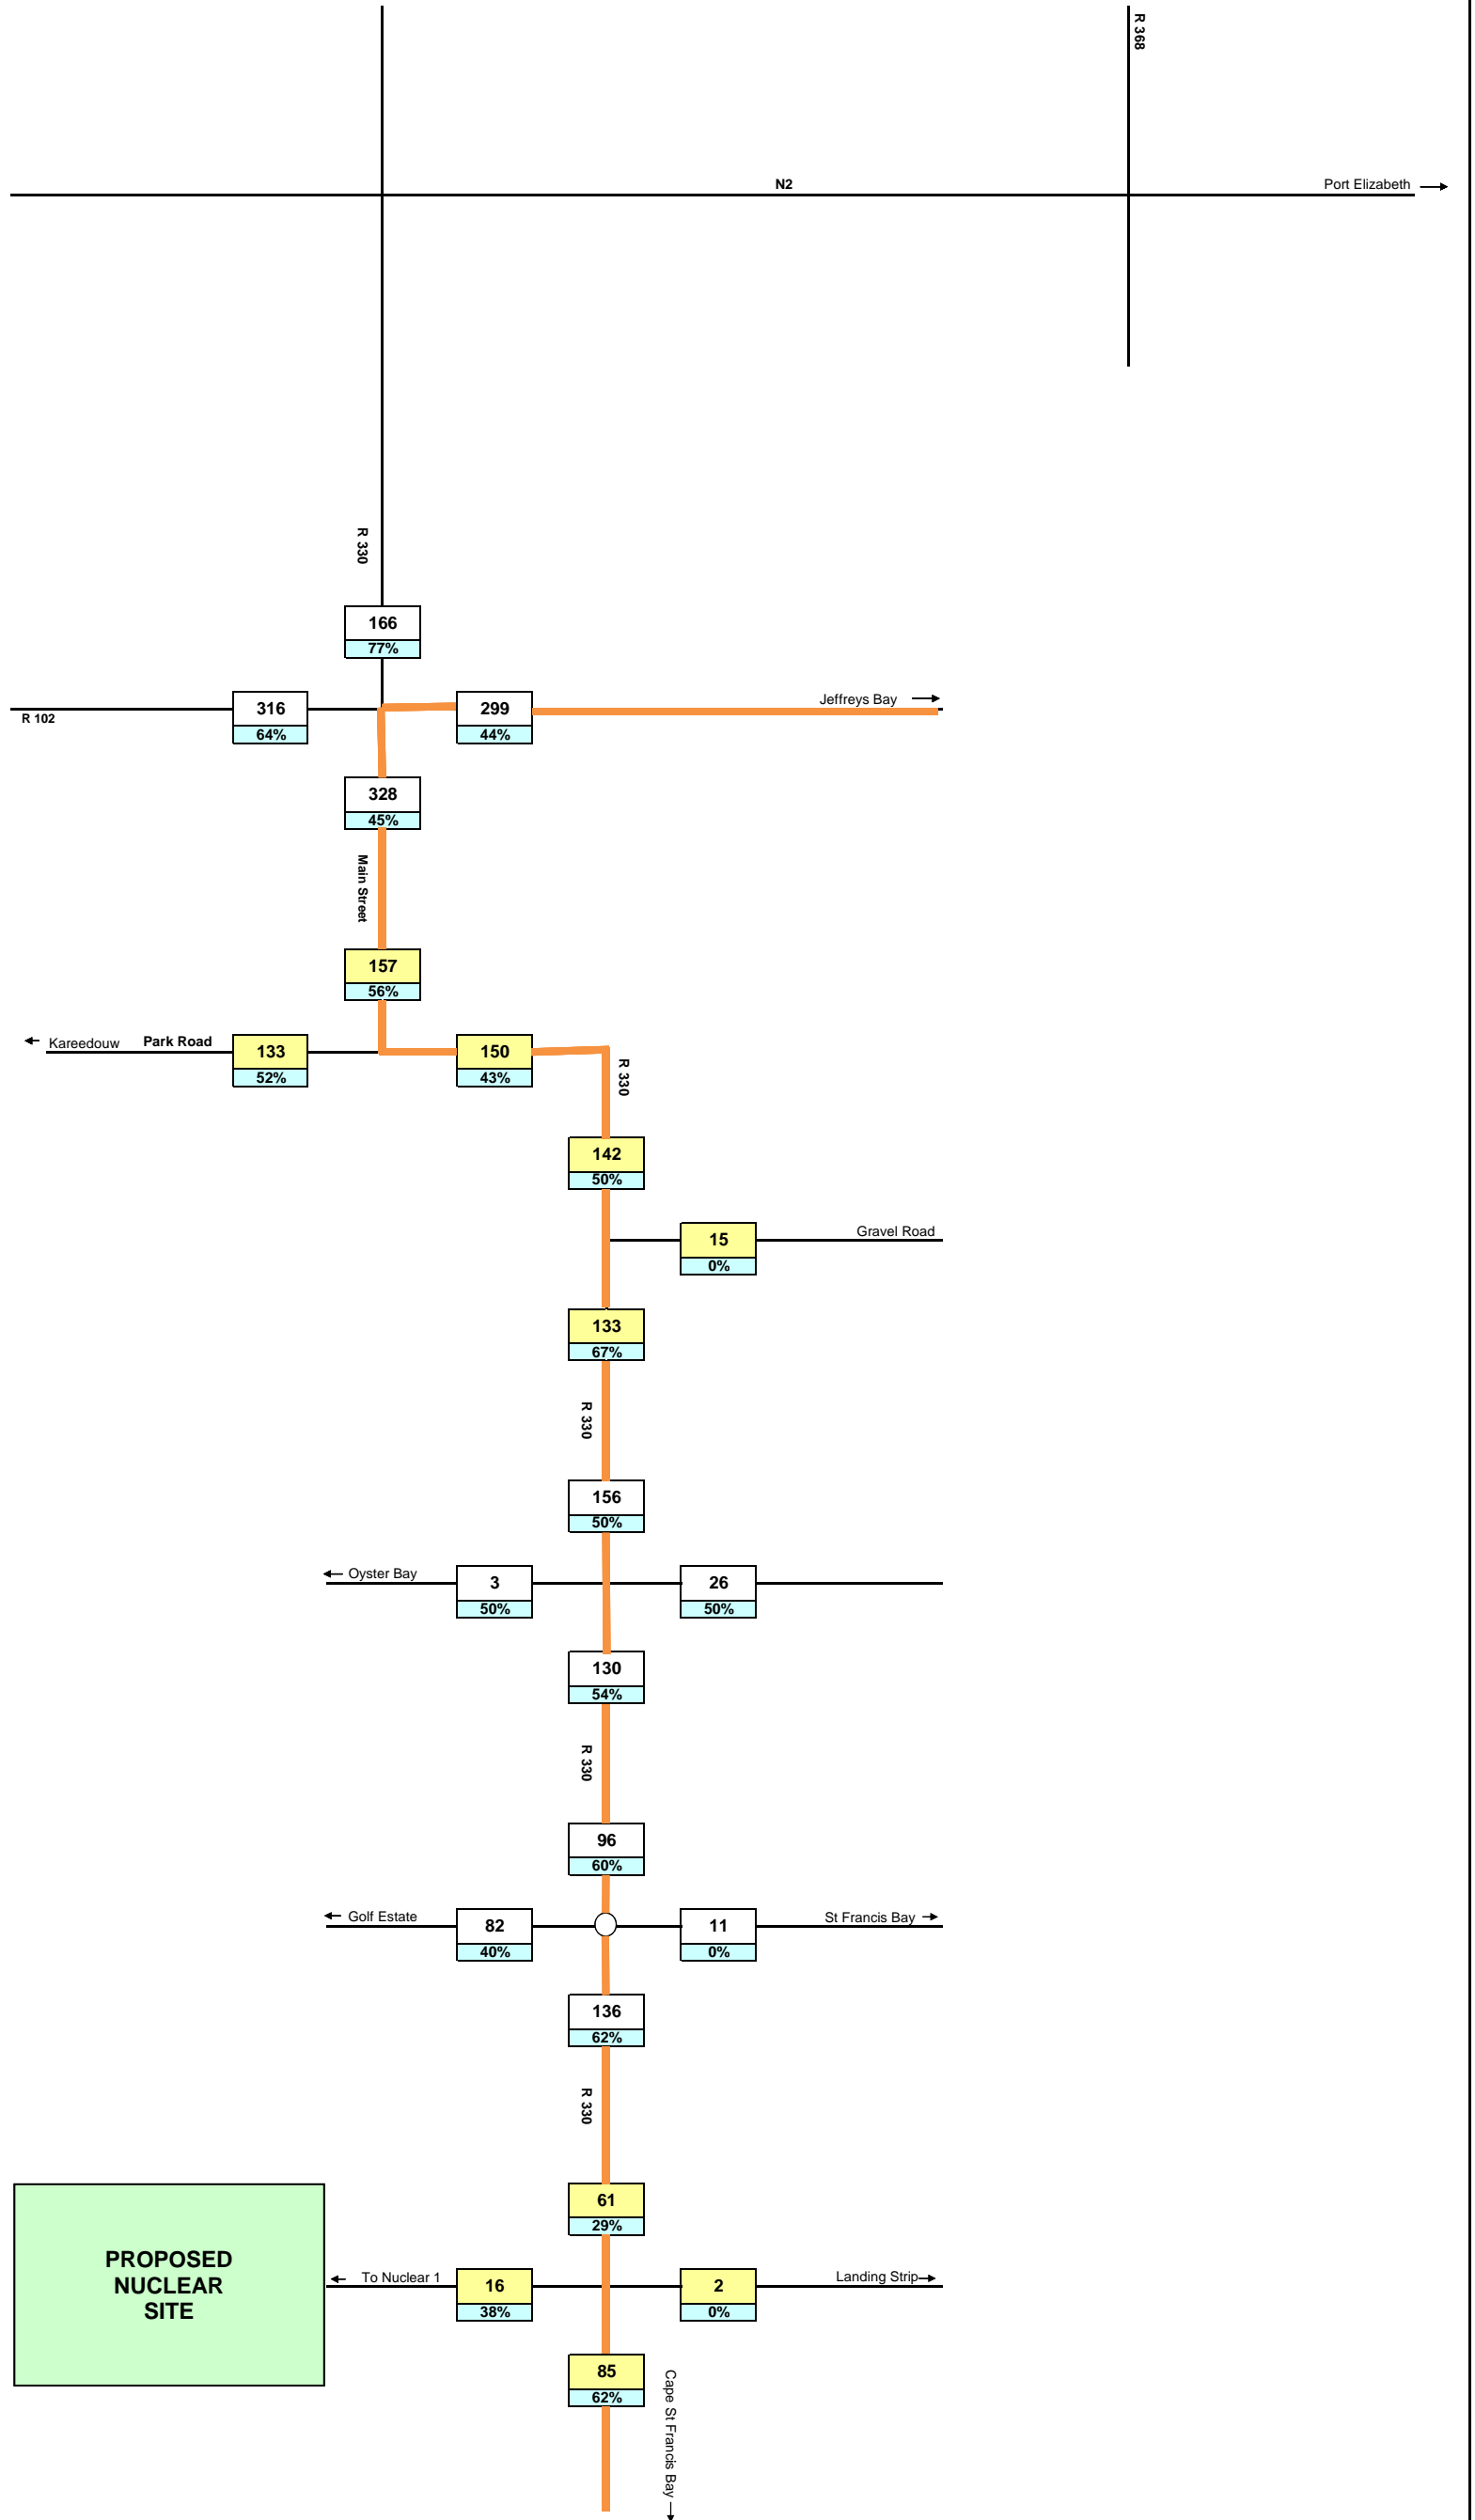 R 368
N2
Port Elizabeth
R 330
166
77%
R 102
316
64%
299
44%
Jeffreys Bay
328
45%
Main Street
157
56%
Kareedouw
Park Road
133
52%
150
43%
R 330
142
50%
15
0%
Gravel Road
133
67%
R 330
156
50%
Oyster Bay
3
50%
26
50%
130
54%
R 330
96
60%
Golf Estate
82
40%
11
0%
St Francis Bay
136
62%
R 330
61
29%
PROPOSED
NUCLEAR
SITE
To Nuclear 1
16
38%
2
0%
Landing Strip
85
62%
Cape St Francis Bay